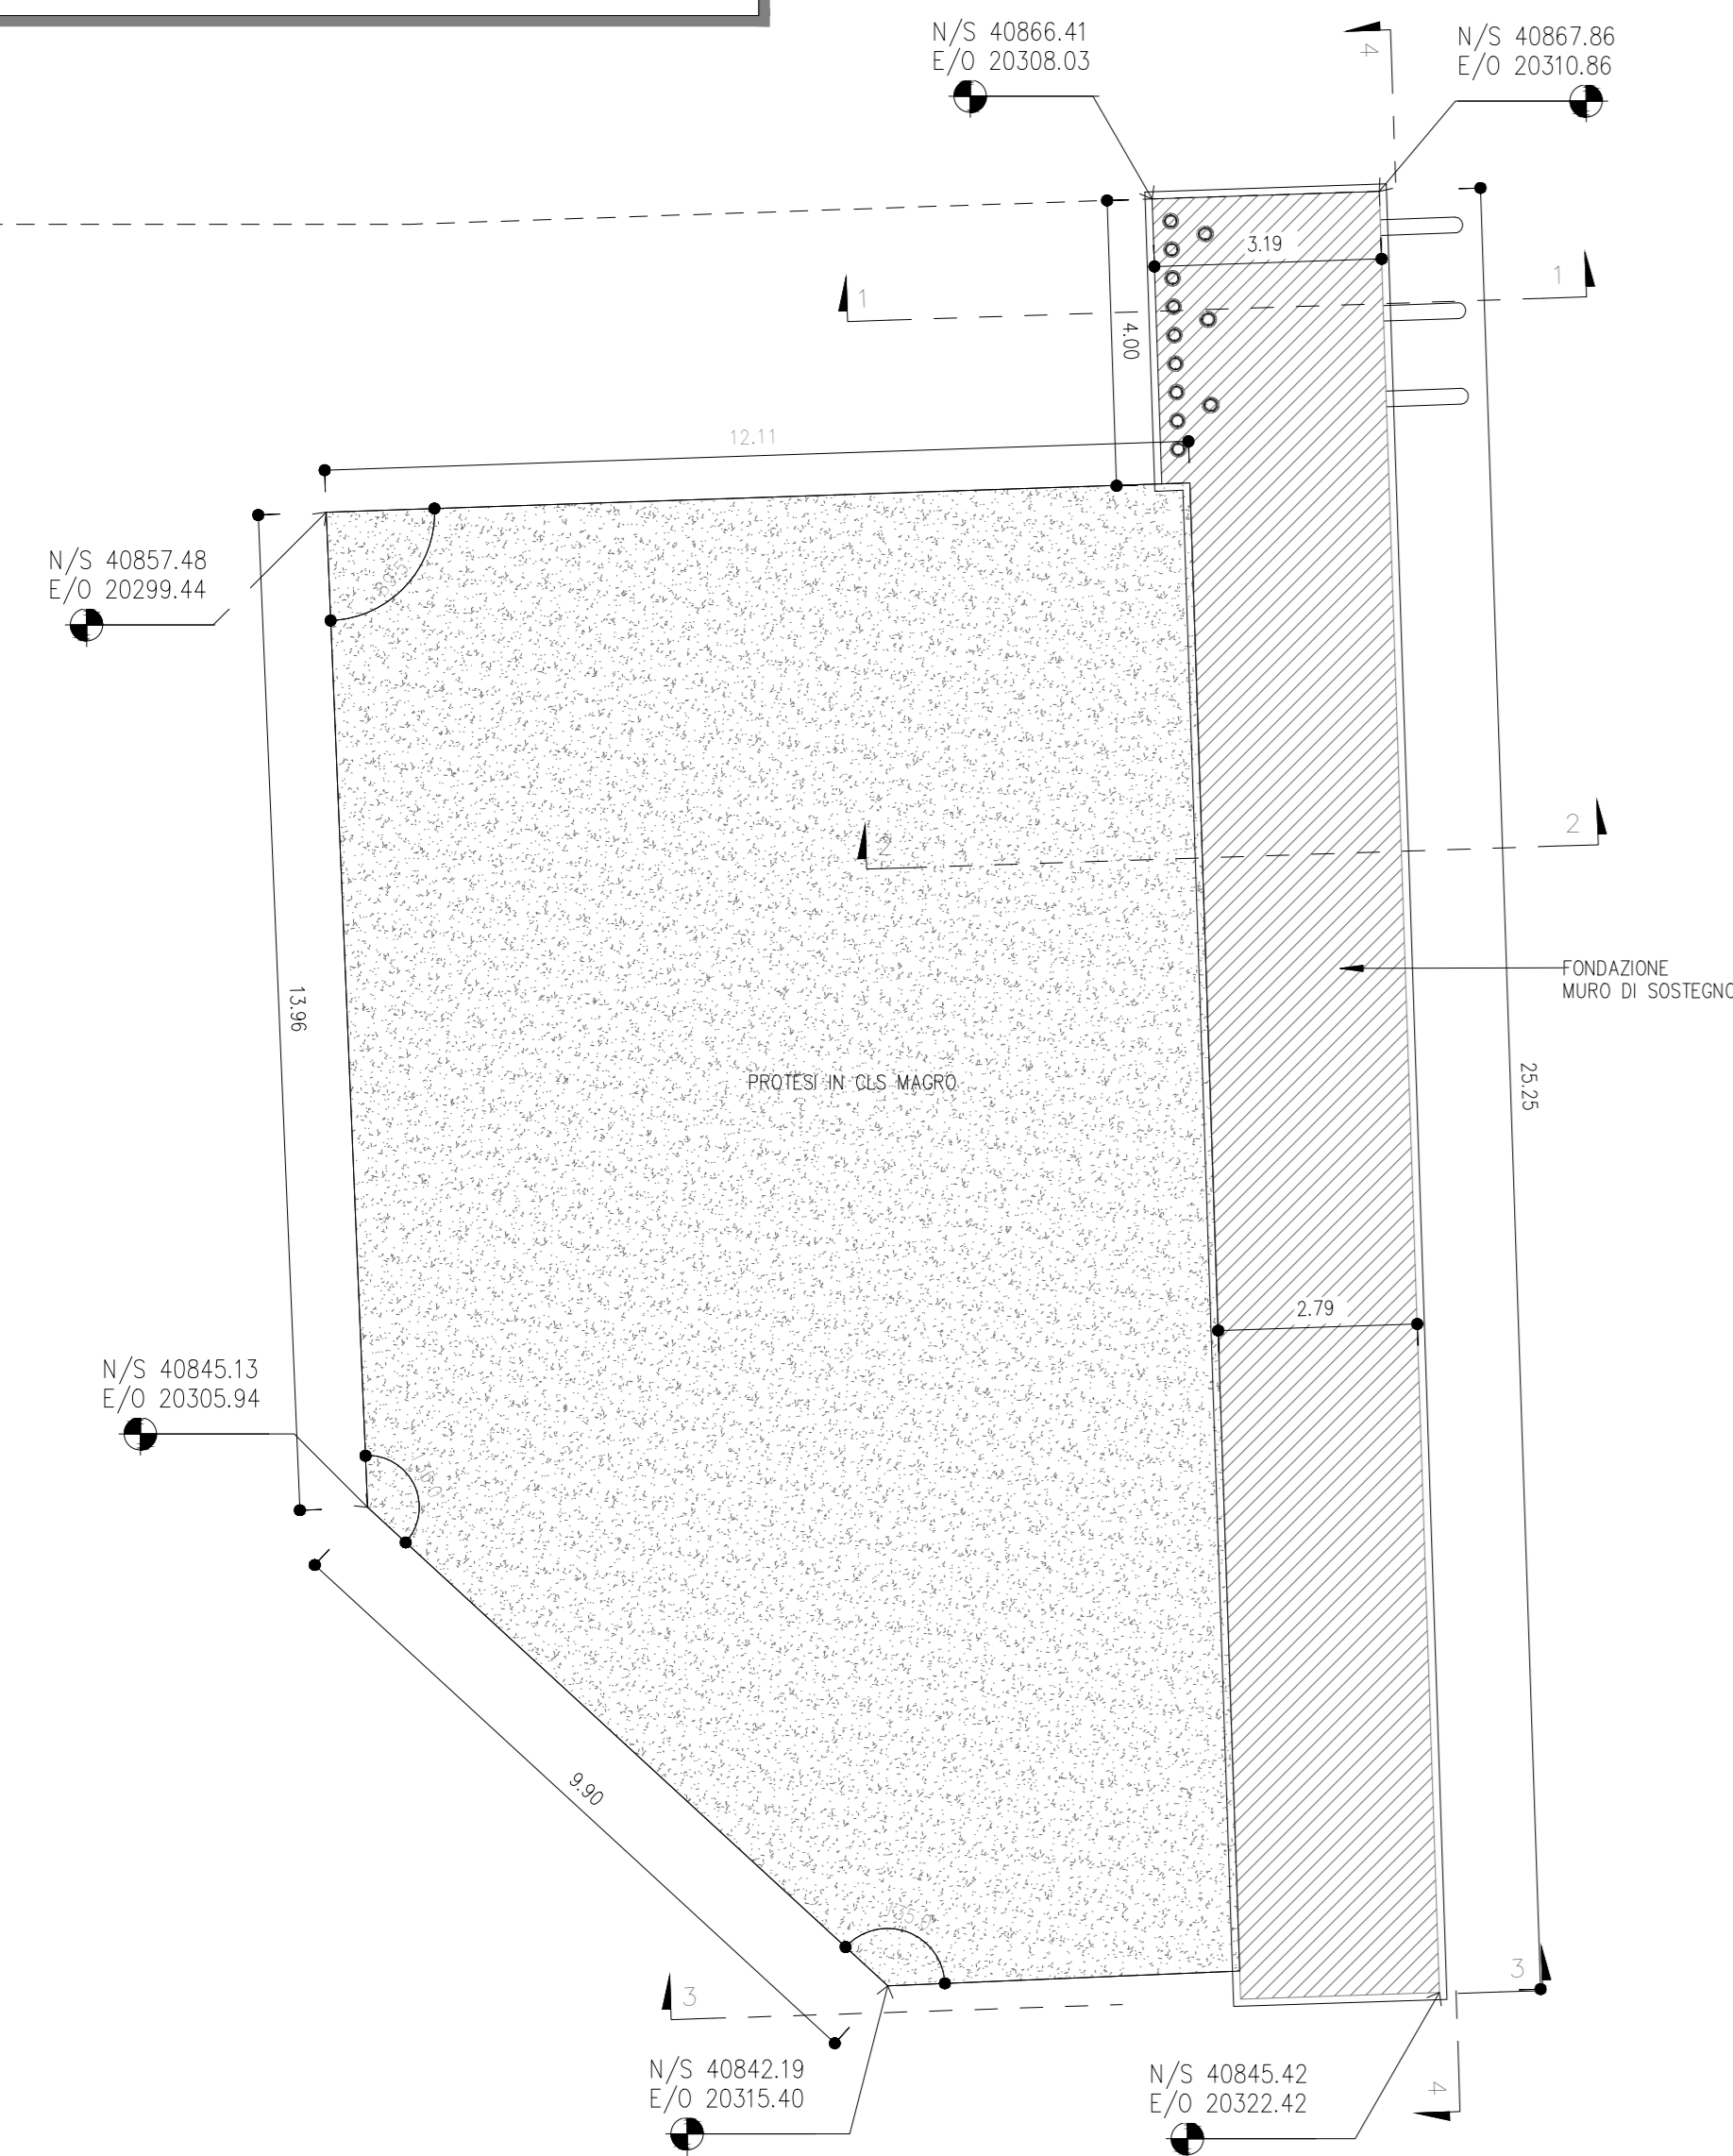 N/S 40866.41
E/O 20308.03
4
N/S 40867.86
E/O 20310.86
3.19
1
1
4.00
12.11
N/S 40857.48
E/O 20299.44
2
2
FONDAZIONE
MURO DI SOSTEGNO
13.96
25.25
PROTESI IN CLS MAGRO
2.79
N/S 40845.13
E/O 20305.94
9.90
135.0
3
3
N/S 40842.19
E/O 20315.40
N/S 40845.42
E/O 20322.42
4